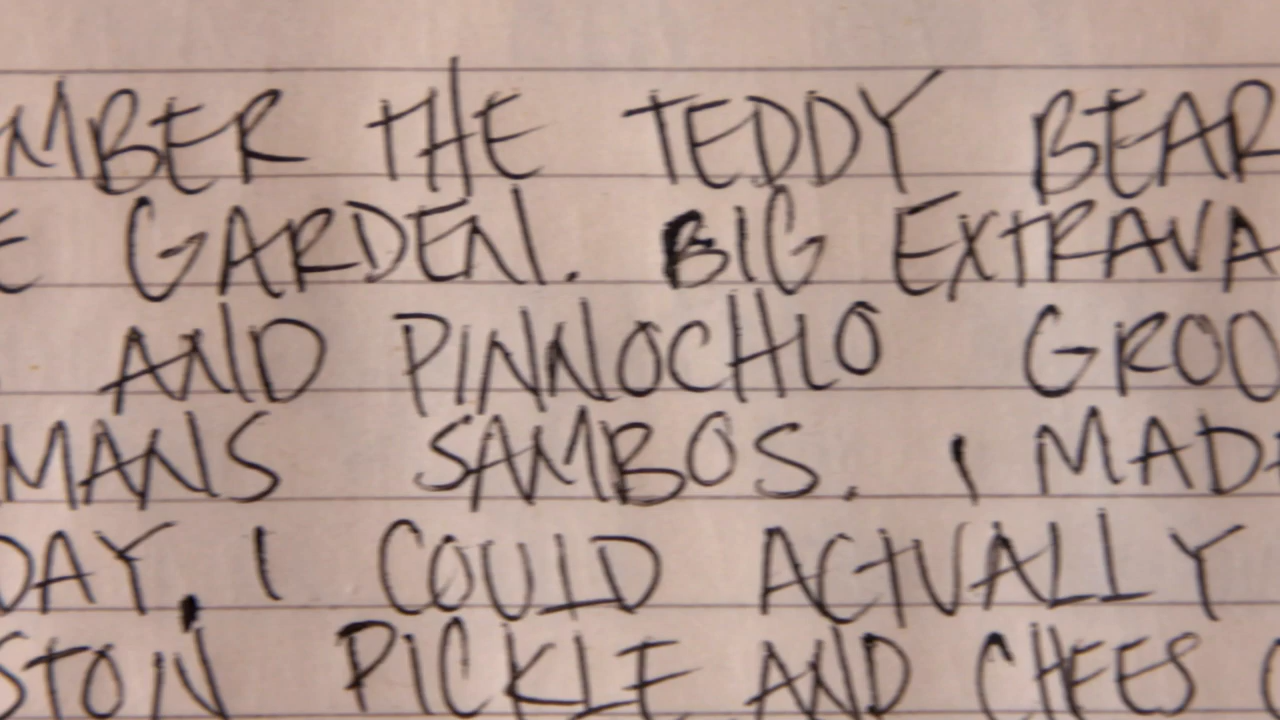 MBER THE TEDDY BEAR
E GARDEN. BIG EXTRAVA
AND PINNOCHIO GROO
MANS SAMBOS. I MADE
DAY. I COULD ACTUALLY
STON PICKLE AND CHEES